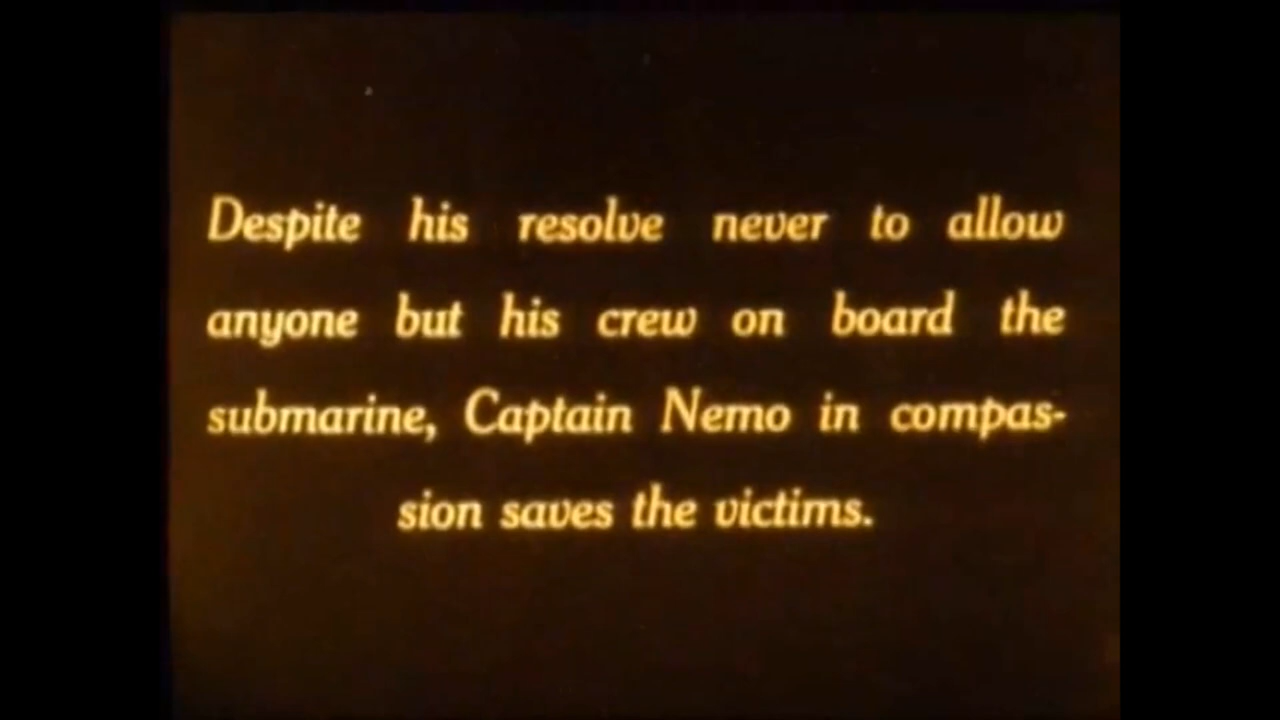 Despite his resolve never to allow
anyone but his crew on board the
submarine, Captain Nemo in compas-
sion saves the victims.